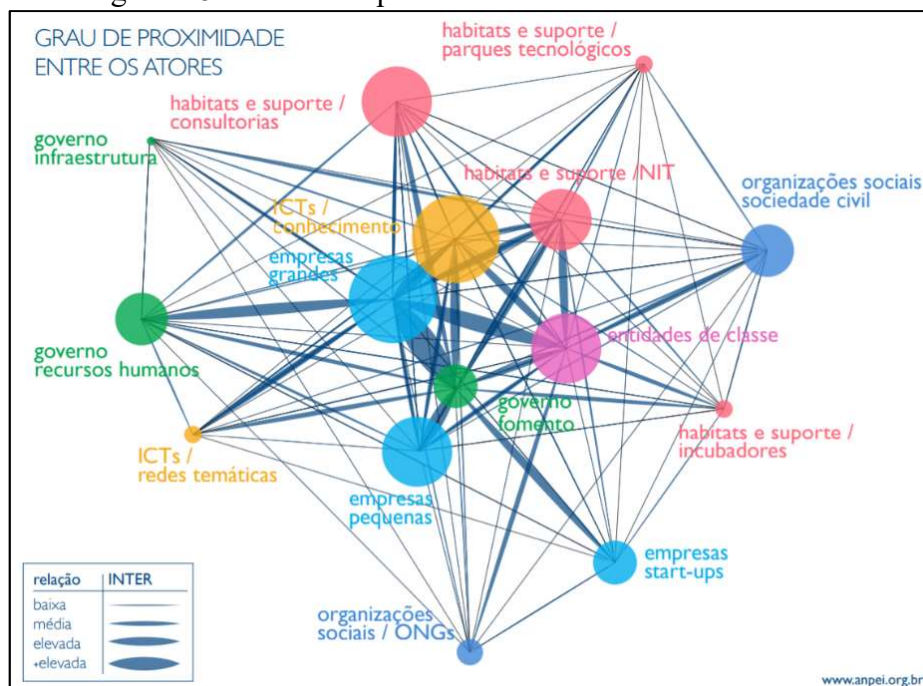 GRAU DE PROXIMIDADE
ENTRE OS ATORES
habitats e suporte /
parques tecnológicos
habitats e suporte /
consultorias
governo
infraestrutura
habitats e suporte /NIT
organizações sociais
sociedade civil
ICTs /
conhecimento
empresas
grandes
entidades de classe
governo
recursos humanos
governo
fomento
habitats e suporte /
incubadores
ICTs /
redes temáticas
empresas
pequenas
empresas
start-ups
organizações
sociais / ONGs
relação INTER
baixa
média
elevada
+elevada
www.anpei.org.br